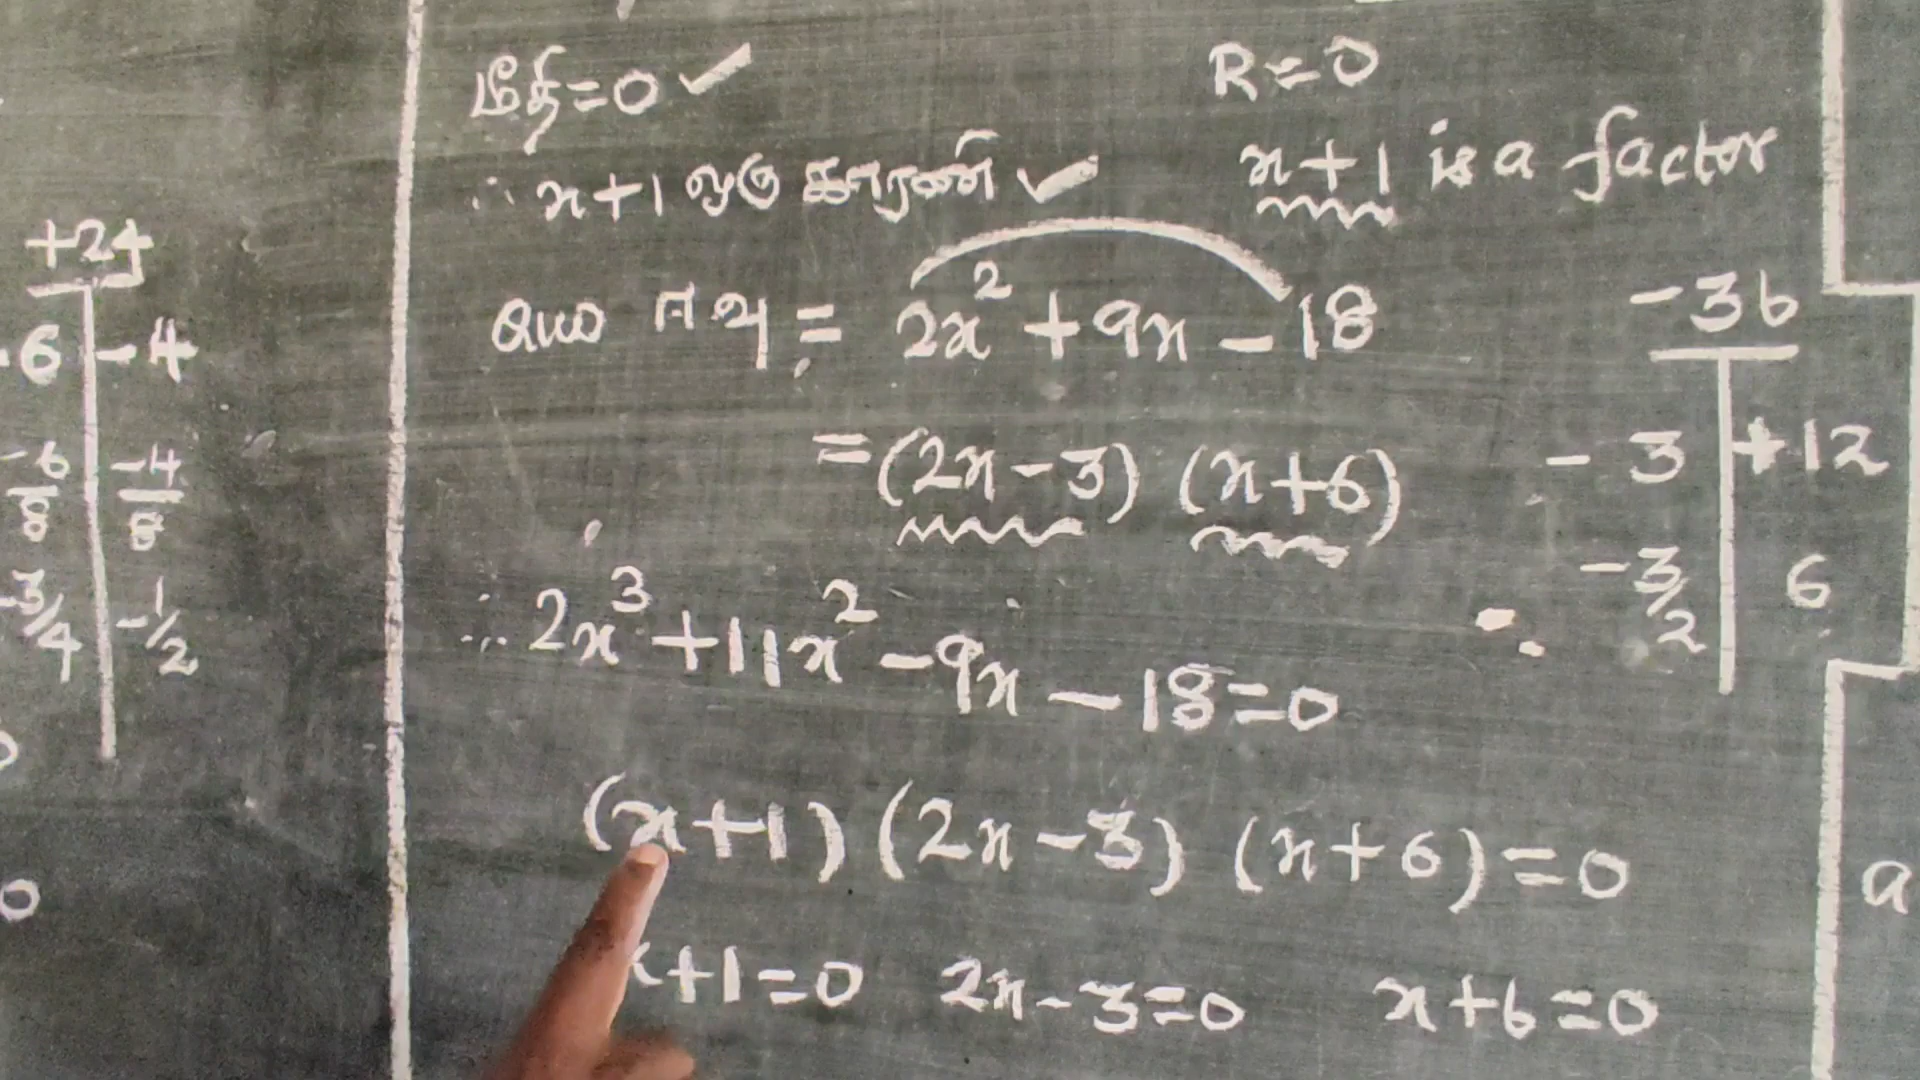 +24
-6 | -4
-6/8 | -4/8
-3/4 | -1/2
0
மீதி=0 ✓
∴ x+1 ஒரு காரணி ✓
Quo ஈவு = 2x² + 9x - 18
= (2x-3) (x+6)
∴ 2x³ + 11x² - 9x - 18 = 0
(x+1) (2x-3) (x+6) = 0
x+1=0 2x-3=0 x+6=0
R=0
x+1 is a factor
-36
-3 | +12
-3/2 | 6
a